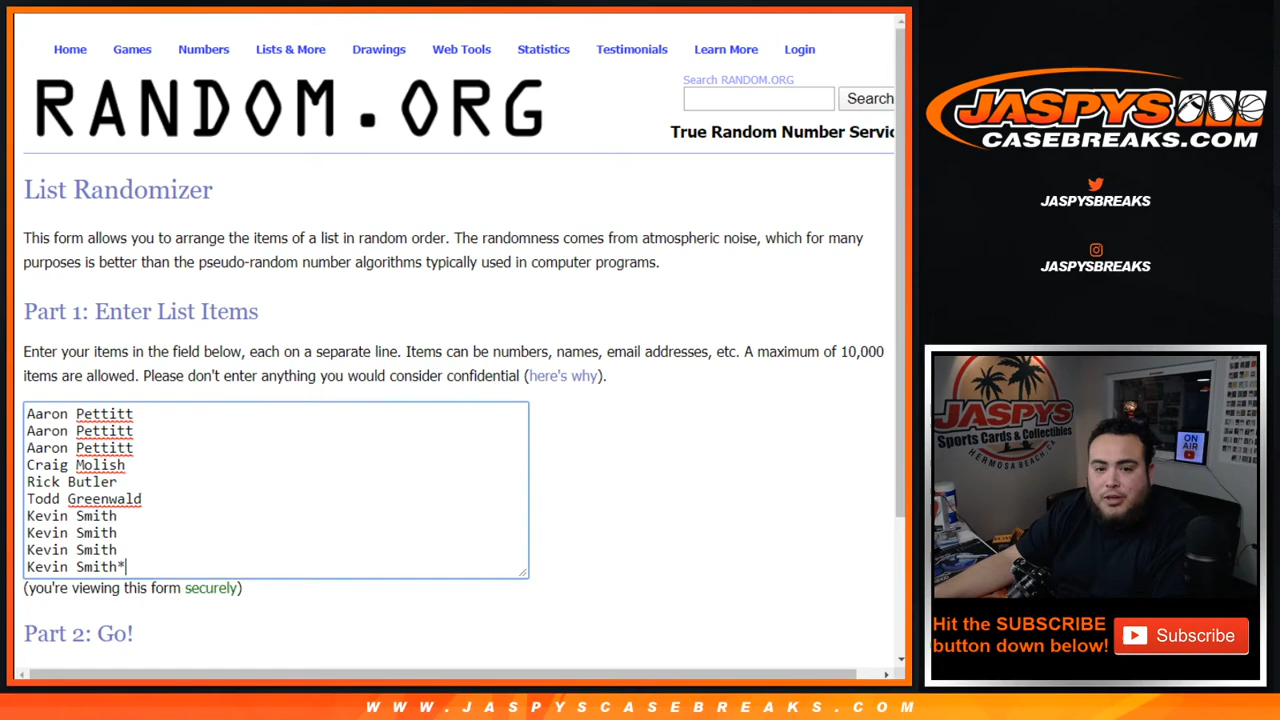 Home Games Numbers Lists & More Drawings Web Tools Statistics Testimonials Learn More Login
RANDOM.ORG
Search RANDOM.ORG
Search
True Random Number Servic
List Randomizer
This form allows you to arrange the items of a list in random order. The randomness comes from atmospheric noise, which for many
purposes is better than the pseudo-random number algorithms typically used in computer programs.
Part 1: Enter List Items
Enter your items in the field below, each on a separate line. Items can be numbers, names, email addresses, etc. A maximum of 10,000
items are allowed. Please don't enter anything you would consider confidential (here's why).
Aaron Pettitt
Aaron Pettitt
Aaron Pettitt
Craig Molish
Rick Butler
Todd Greenwald
Kevin Smith
Kevin Smith
Kevin Smith
Kevin Smith*
(you're viewing this form securely)
Part 2: Go!
JASPYS
CASEBREAKS.COM
JASPYSBREAKS
JASPYSBREAKS
JASPYS
Sports Cards & Collectibles
HERMOSA BEACH, CA
ON
AIR
Hit the SUBSCRIBE
button down below!
Subscribe
WWW.JASPYSCASEBREAKS.COM